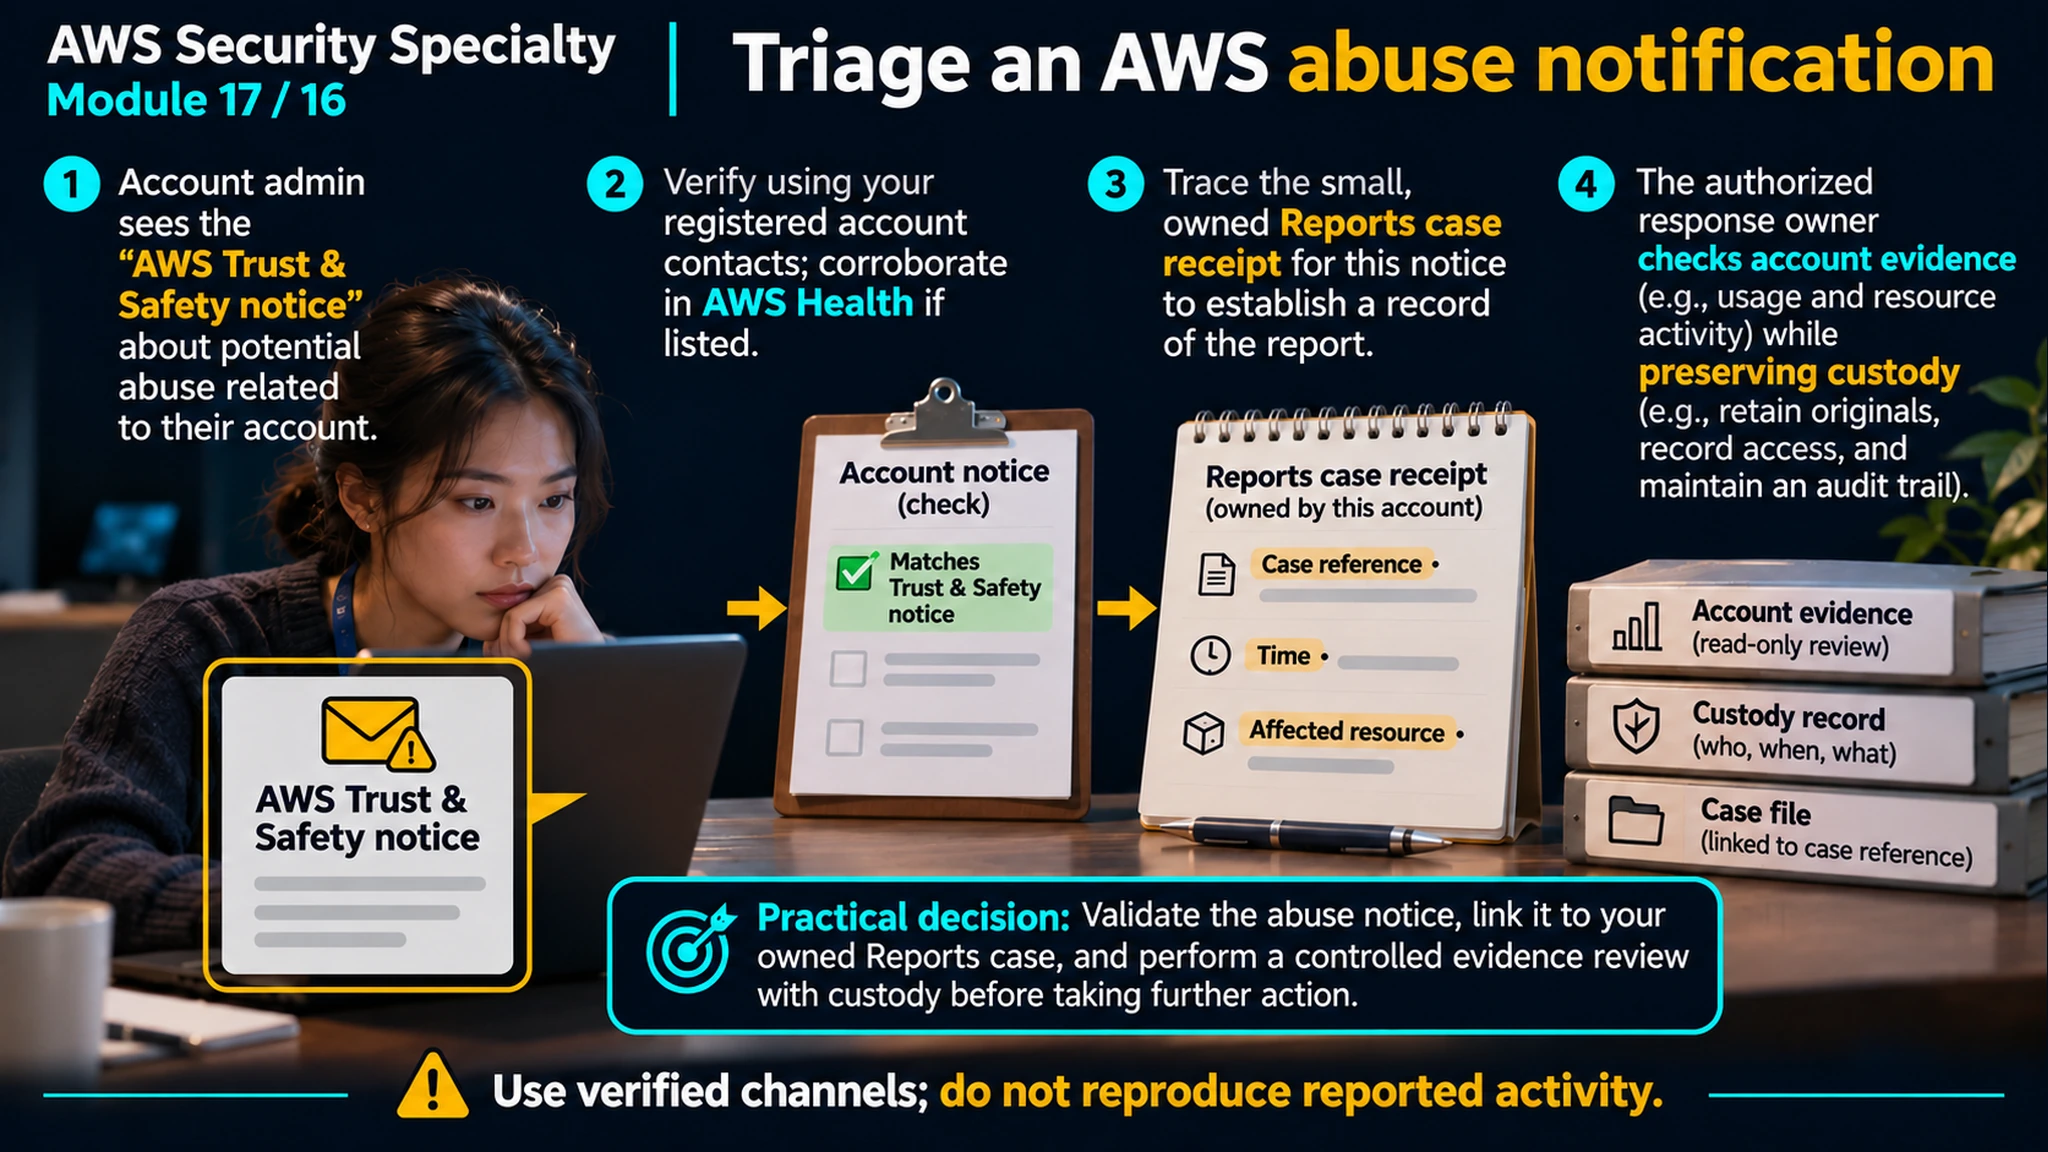 AWS Security Specialty
Module 17 / 16
Triage an AWS abuse notification
1
Account admin
sees the
“AWS Trust &
Safety notice”
about potential
abuse related
to their account.
2
Verify using your
registered account
contacts; corroborate
in AWS Health if
listed.
3
Trace the small,
owned Reports case
receipt for this notice
to establish a record
of the report.
4
The authorized
response owner
checks account evidence
(e.g., usage and resource
activity) while
preserving custody
(e.g., retain originals,
record access, and
maintain an audit trail).
AWS Trust &
Safety notice
Account notice
(check)
Matches
Trust & Safety
notice
Reports case receipt
(owned by this account)
Case reference •
Time •
Affected resource •
Account evidence
(read-only review)
Custody record
(who, when, what)
Case file
(linked to case reference)
Practical decision: Validate the abuse notice, link it to your
owned Reports case, and perform a controlled evidence review
with custody before taking further action.
Use verified channels; do not reproduce reported activity.